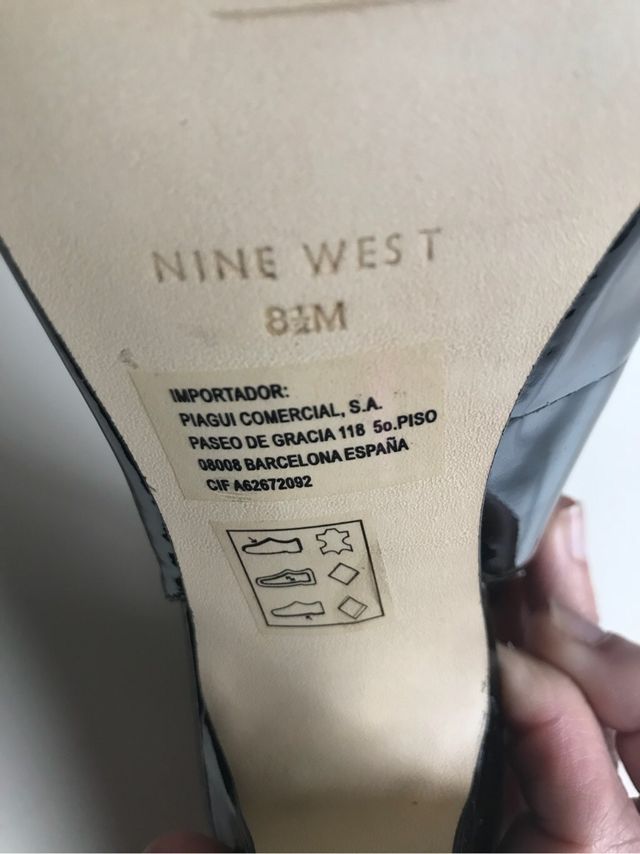 NINE WEST
8½M
IMPORTADOR:
PIAGUI COMERCIAL, S.A.
PASEO DE GRACIA 118 5o.PISO
08008 BARCELONA ESPAÑA
CIF A62672092